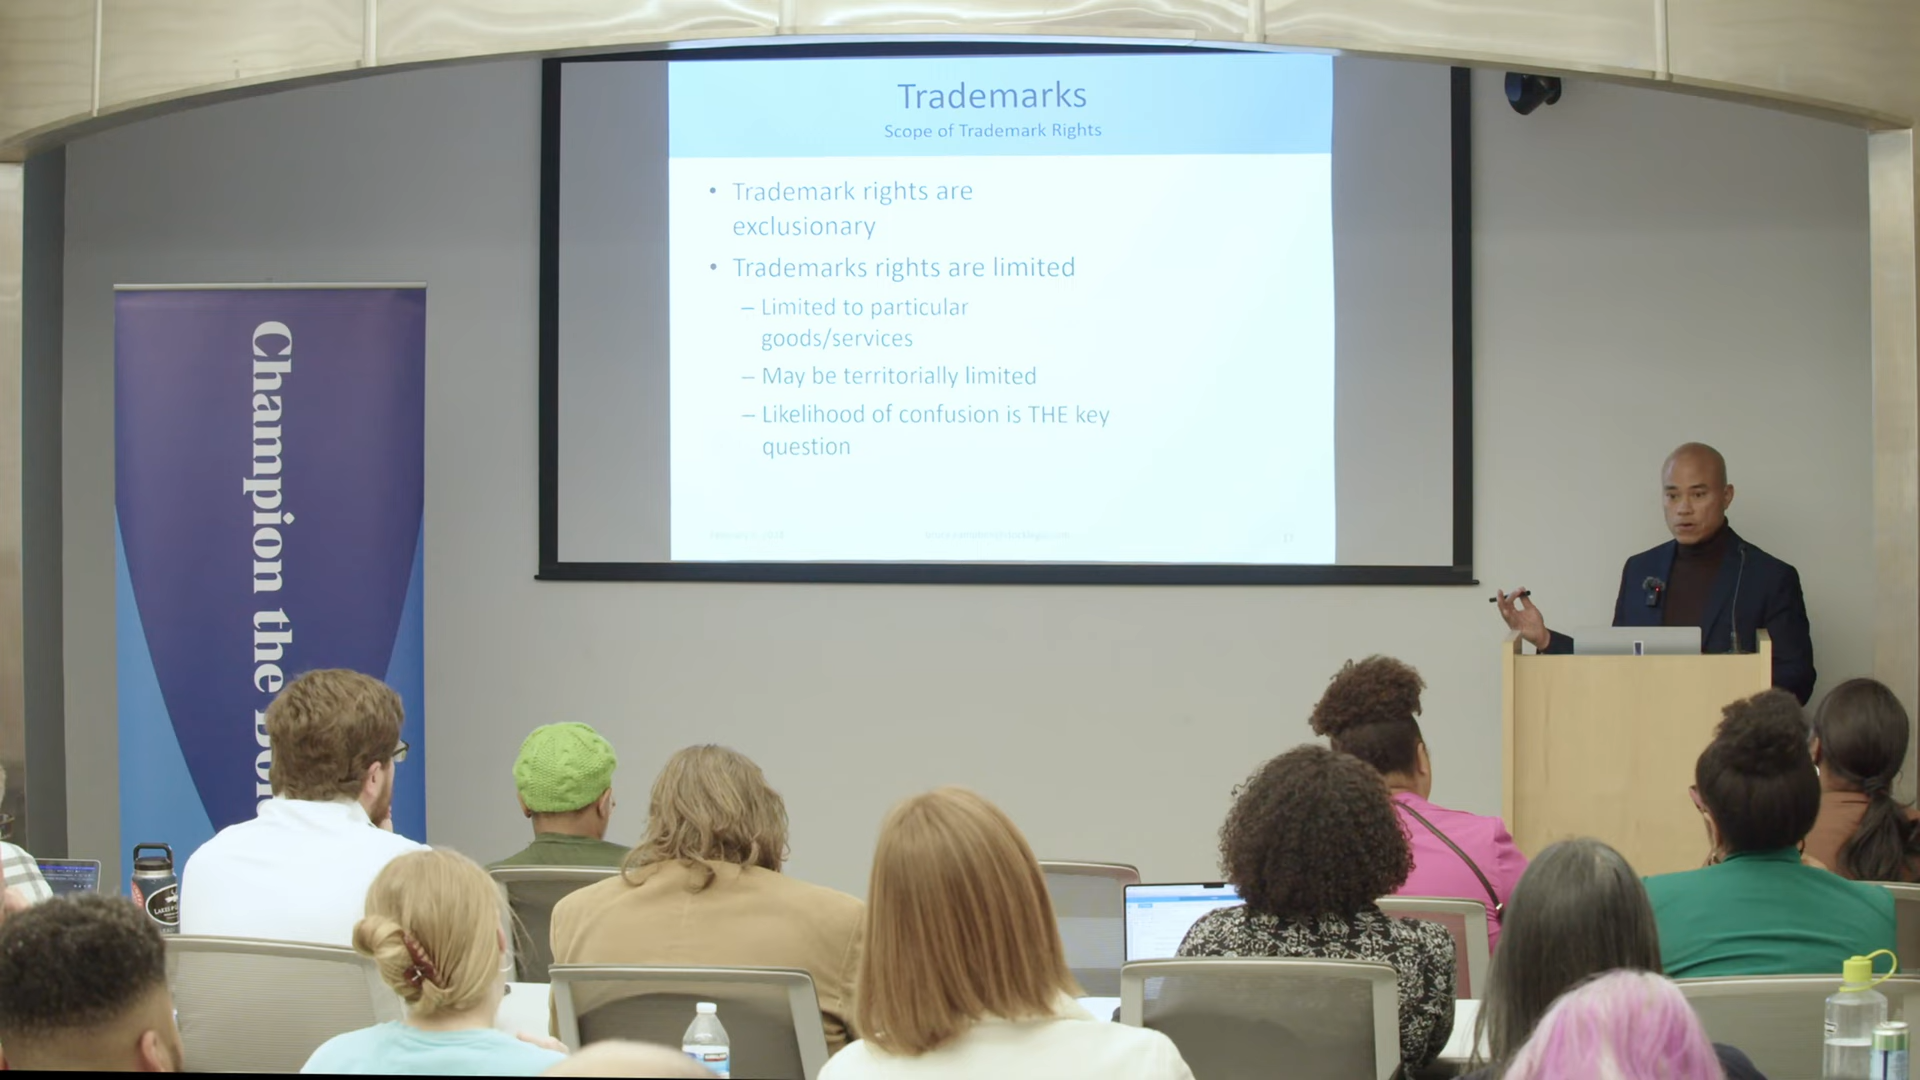 Trademarks
Scope of Trademark Rights
• Trademark rights are
exclusionary
• Trademarks rights are limited
– Limited to particular
goods/services
– May be territorially limited
– Likelihood of confusion is THE key
question
17
Champion the